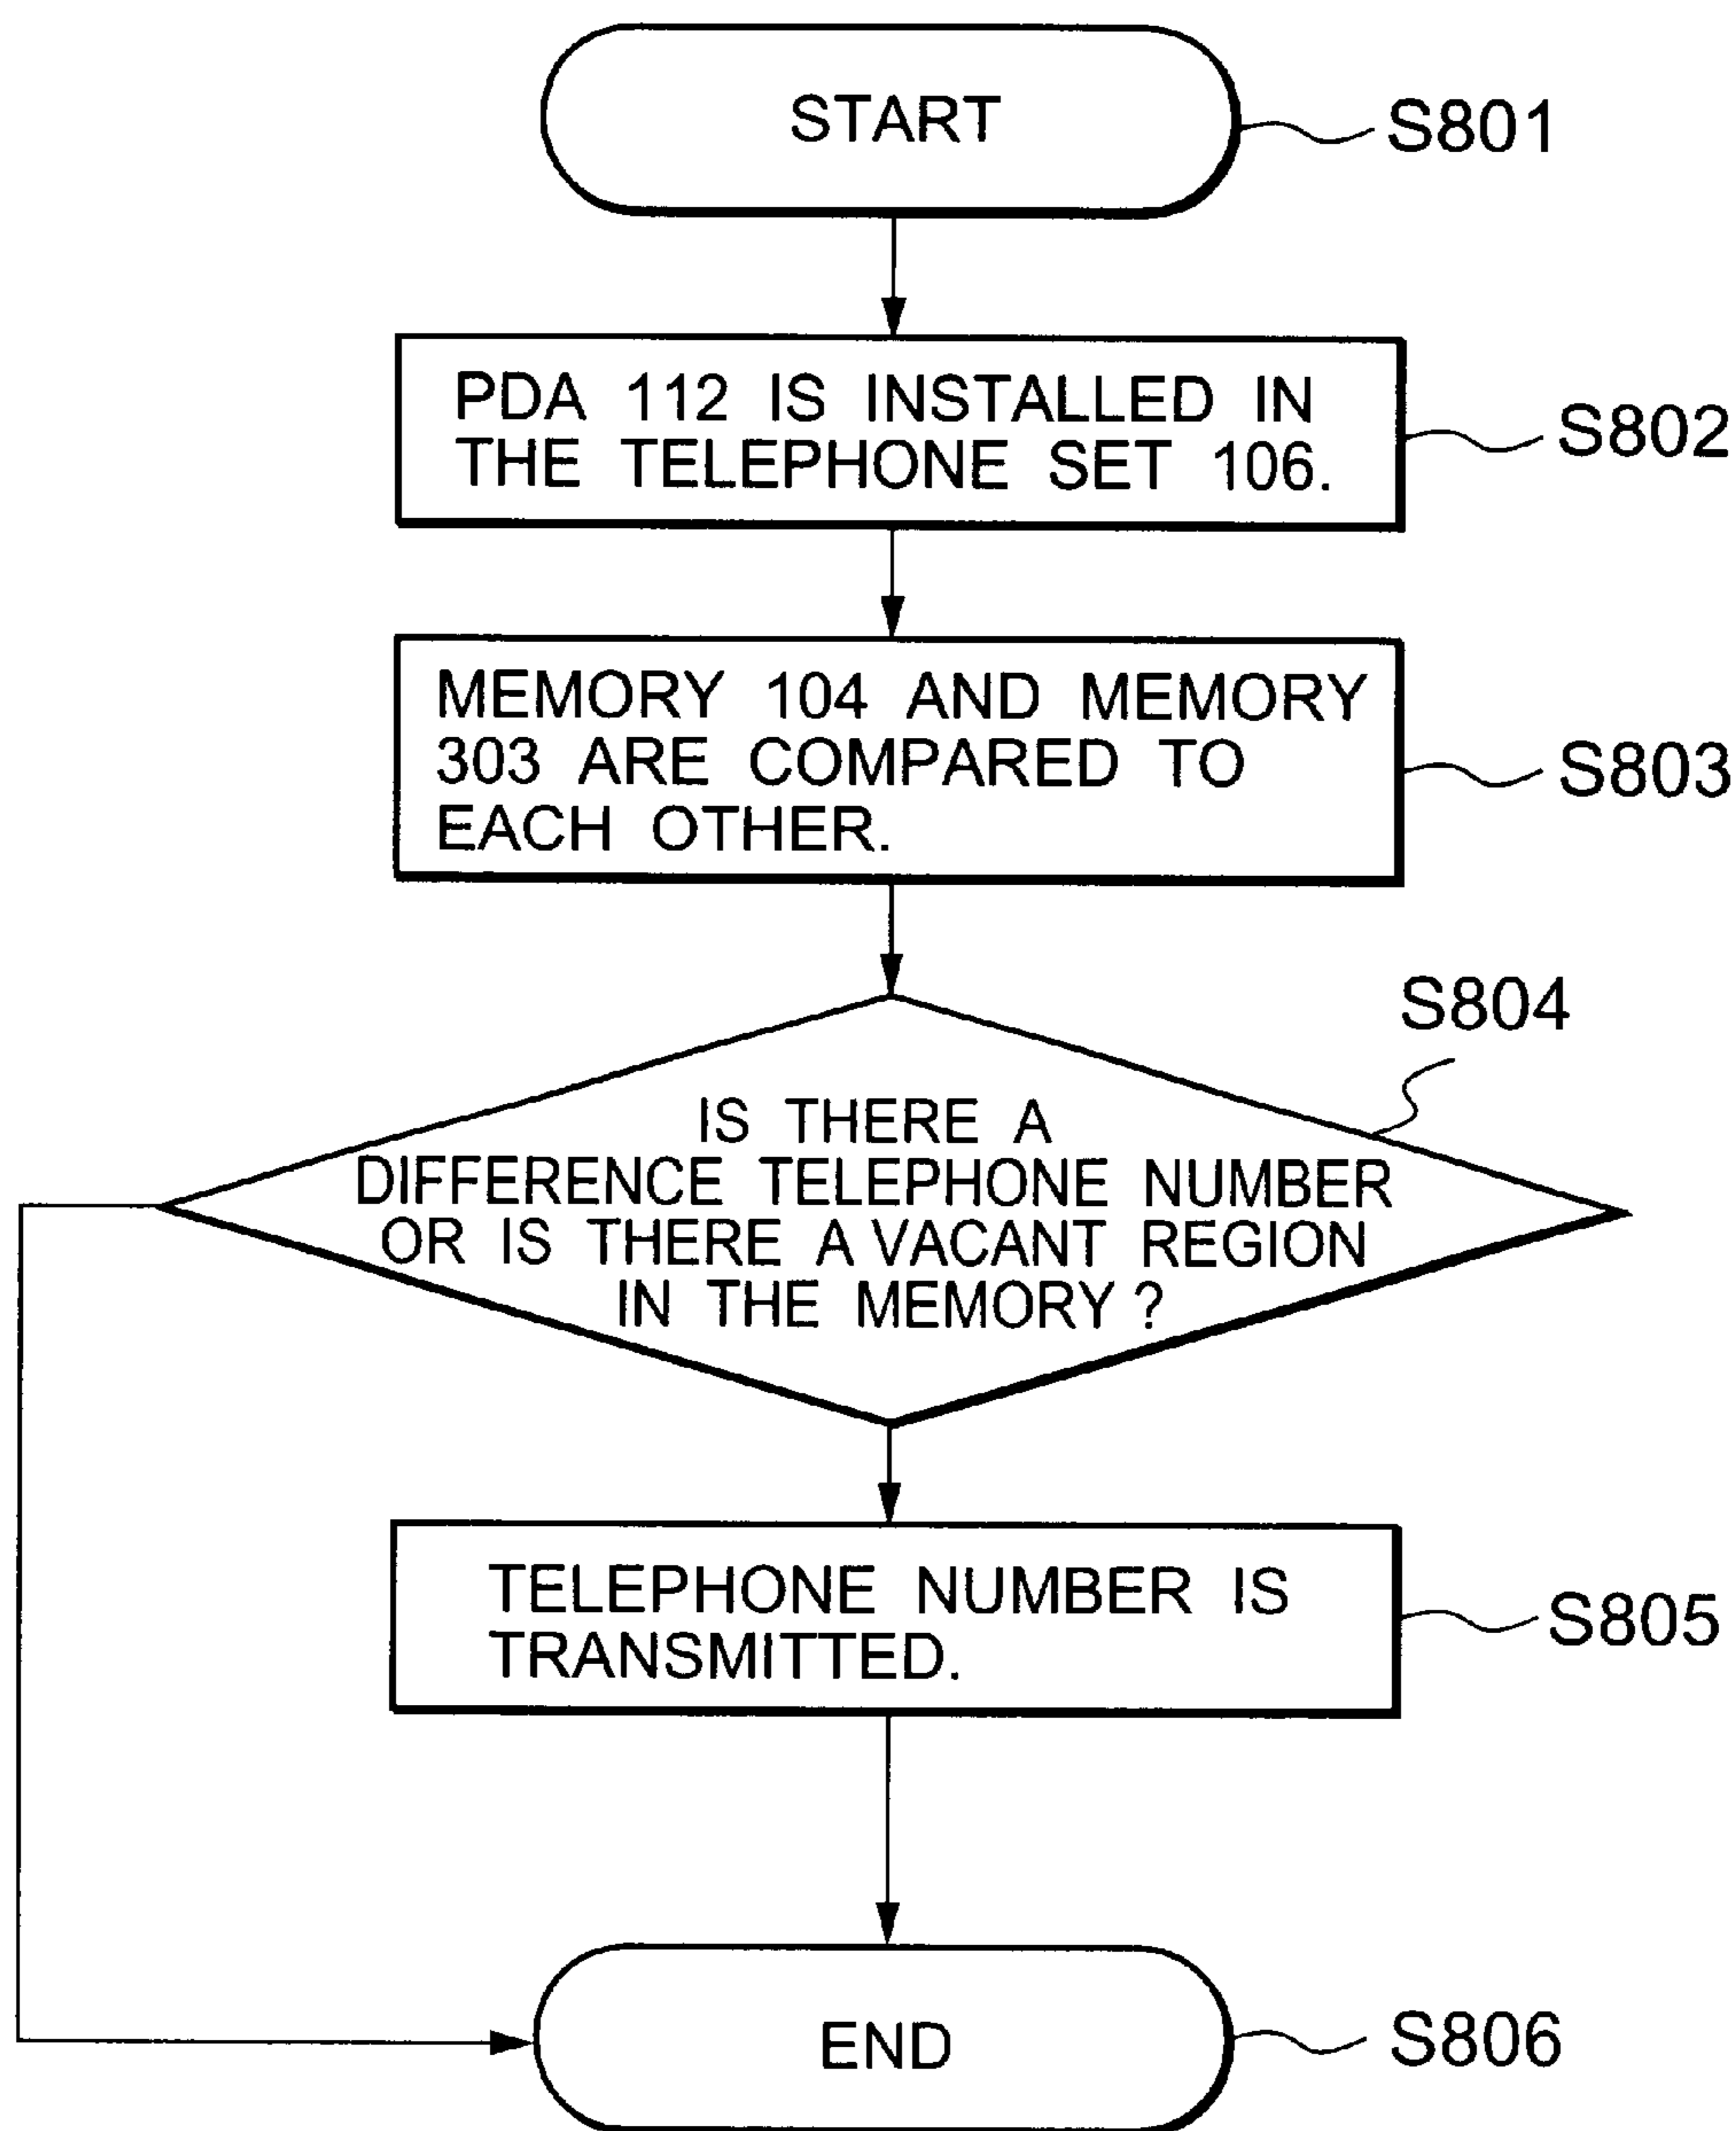 START
S801
PDA 112 IS INSTALLED IN
THE TELEPHONE SET 106.
S802
MEMORY 104 AND MEMORY
303 ARE COMPARED TO
EACH OTHER.
S803
S804
IS THERE A
DIFFERENCE TELEPHONE NUMBER
OR IS THERE A VACANT REGION
IN THE MEMORY ?
TELEPHONE NUMBER IS
TRANSMITTED.
S805
END
S806